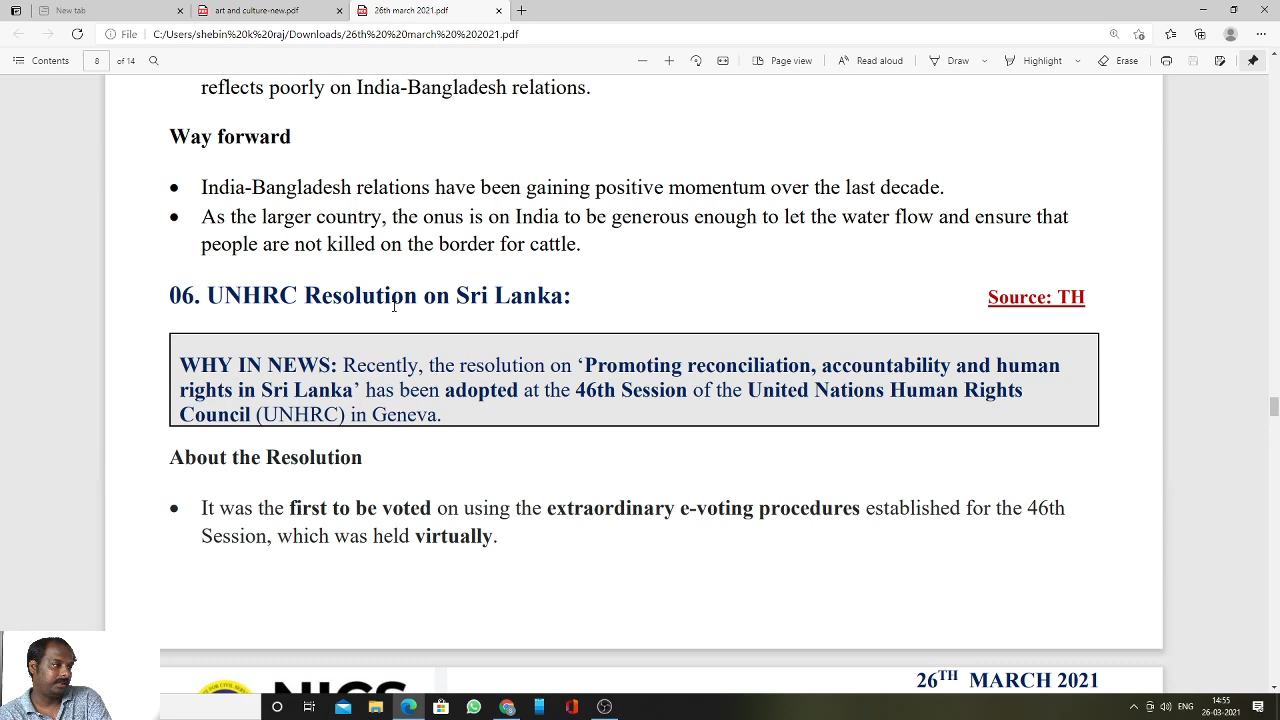 New tab
art and culture-new.pdf
26th march 2021.pdf
File
C:/Users/shebin%20k%20raj/Downloads/26th%20%20march%20%202021.pdf
Contents
8
of 14
Page view
Read aloud
Draw
Highlight
Erase
reflects poorly on India-Bangladesh relations.
Way forward
• India-Bangladesh relations have been gaining positive momentum over the last decade.
• As the larger country, the onus is on India to be generous enough to let the water flow and ensure that
people are not killed on the border for cattle.
06. UNHRC Resolution on Sri Lanka:
Source: TH
WHY IN NEWS: Recently, the resolution on ‘Promoting reconciliation, accountability and human
rights in Sri Lanka’ has been adopted at the 46th Session of the United Nations Human Rights
Council (UNHRC) in Geneva.
About the Resolution
• It was the first to be voted on using the extraordinary e-voting procedures established for the 46th
Session, which was held virtually.
26TH MARCH 2021
ENG
14:55
26-03-2021